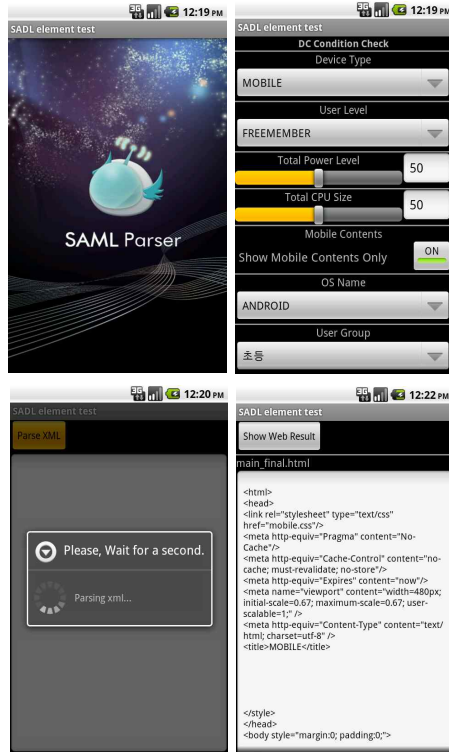 3G 12:19 PM
SADL element test
SAML Parser
3G 12:19 PM
SADL element test
DC Condition Check
Device Type
MOBILE
User Level
FREEMEMBER
Total Power Level
50
Total CPU Size
50
Mobile Contents
Show Mobile Contents Only
ON
OS Name
ANDROID
User Group
초등
3G 12:20 PM
SADL element test
Parse XML
Please, Wait for a second.
Parsing xml...
3G 12:22 PM
SADL element test
Show Web Result
main_final.html
<html>
<head>
<link rel="stylesheet" type="text/css"
href="mobile.css"/>
<meta http-equiv="Pragma" content="No-
Cache"/>
<meta http-equiv="Cache-Control" content="no-
cache; must-revalidate; no-store"/>
<meta http-equiv="Expires" content="now"/>
<meta name="viewport" content="width=480px;
initial-scale=0.67; maximum-scale=0.67; user-
scalable=1;" />
<meta http-equiv="Content-Type" content="text/
html; charset=utf-8" />
<title>MOBILE</title>
</style>
</head>
<body style="margin:0; padding:0;">